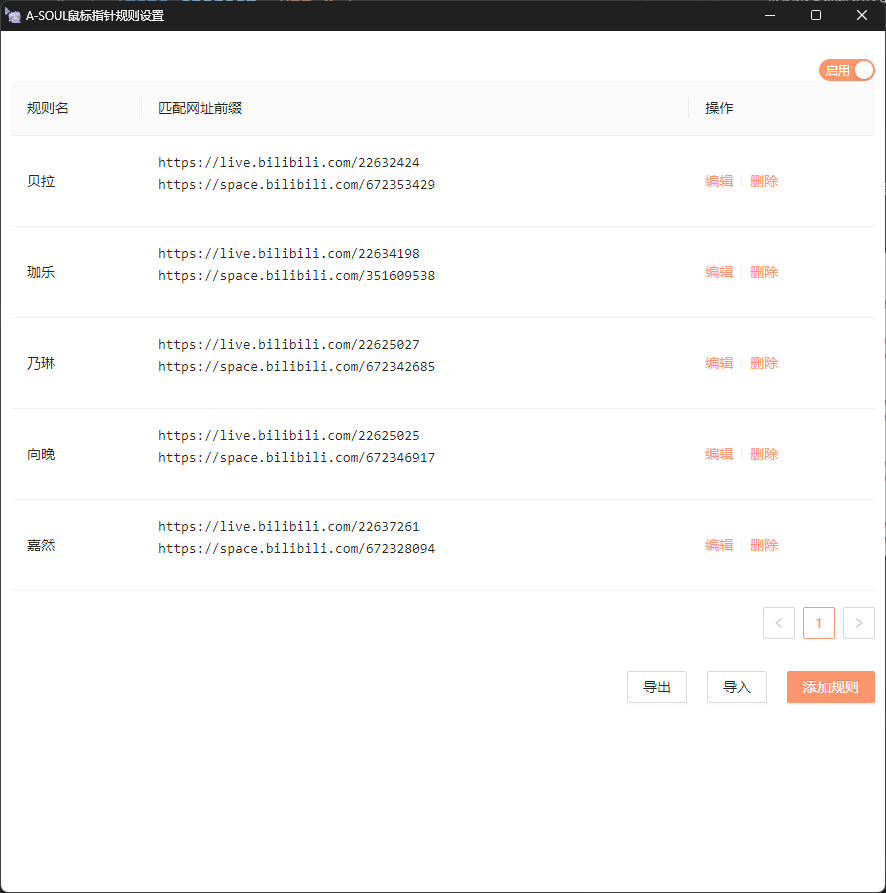 A-SOUL鼠标指针规则设置
启用
规则名 匹配网址前缀 操作
https://live.bilibili.com/22632424
贝拉 编辑 删除
https://space.bilibili.com/672353429
https://live.bilibili.com/22634198
珈乐 编辑 删除
https://space.bilibili.com/351609538
https://live.bilibili.com/22625027
乃琳 编辑 删除
https://space.bilibili.com/672342685
https://live.bilibili.com/22625025
向晚 编辑 删除
https://space.bilibili.com/672346917
https://live.bilibili.com/22637261
嘉然 编辑 删除
https://space.bilibili.com/672328094
< 1 >
导出 导入 添加规则